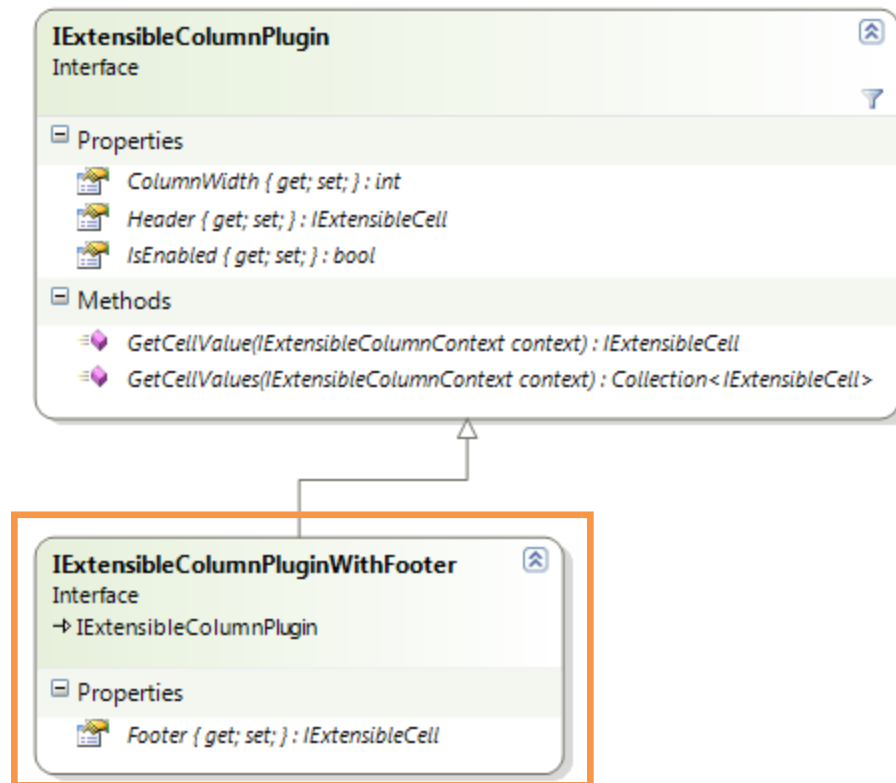 IExtensibleColumnPlugin
Interface
Properties
ColumnWidth { get; set; } : int
Header { get; set; } : IExtensibleCell
IsEnabled { get; set; } : bool
Methods
GetCellValue(IExtensibleColumnContext context) : IExtensibleCell
GetCellValues(IExtensibleColumnContext context) : Collection<IExtensibleCell>
IExtensibleColumnPluginWithFooter
Interface
IExtensibleColumnPlugin
Properties
Footer { get; set; } : IExtensibleCell